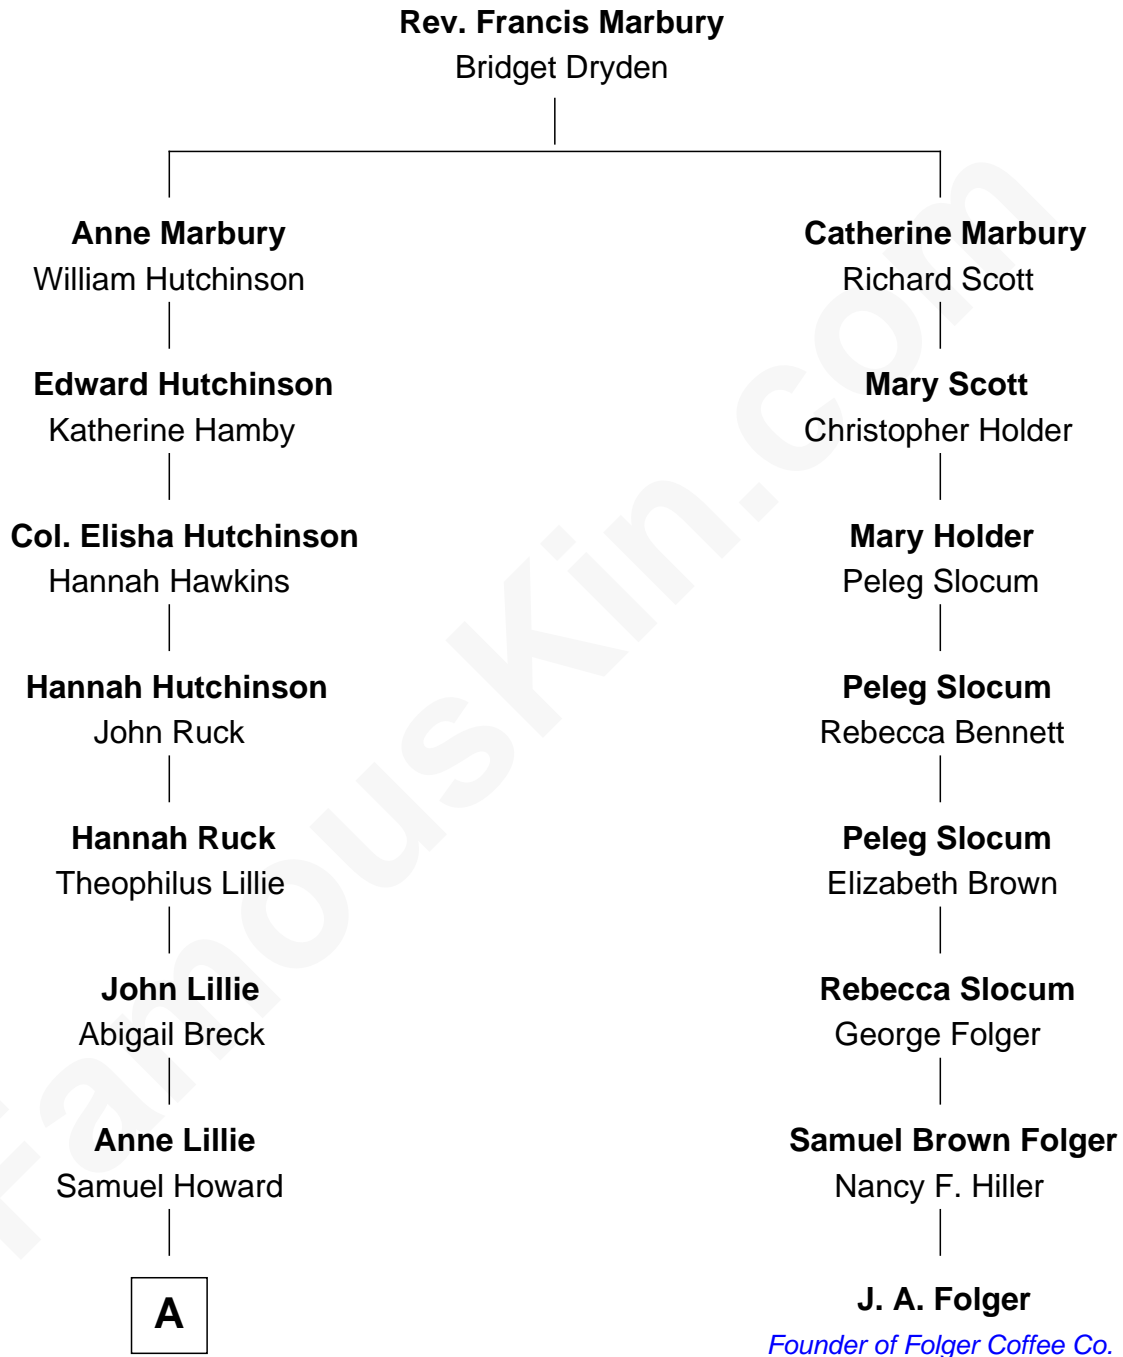 Rev. Francis Marbury
Bridget Dryden
Anne Marbury
William Hutchinson
Catherine Marbury
Richard Scott
Edward Hutchinson
Katherine Hamby
Mary Scott
Christopher Holder
Col. Elisha Hutchinson
Hannah Hawkins
Mary Holder
Peleg Slocum
Hannah Hutchinson
John Ruck
Peleg Slocum
Rebecca Bennett
Hannah Ruck
Theophilus Lillie
Peleg Slocum
Elizabeth Brown
John Lillie
Abigail Breck
Rebecca Slocum
George Folger
Anne Lillie
Samuel Howard
Samuel Brown Folger
Nancy F. Hiller
A
J. A. Folger
Founder of Folger Coffee Co.
FamousKin.com